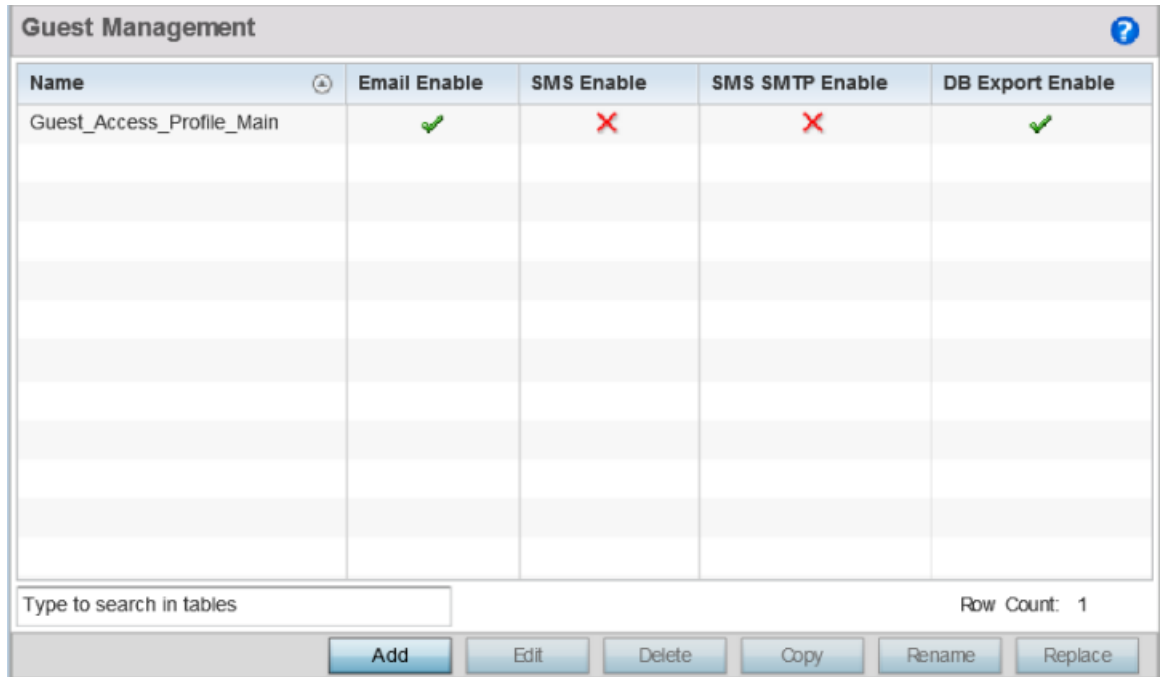 Guest Management
Name Email Enable SMS Enable SMS SMTP Enable DB Export Enable
Guest_Access_Profile_Main
Type to search in tables Row Count: 1
Add Edit Delete Copy Rename Replace